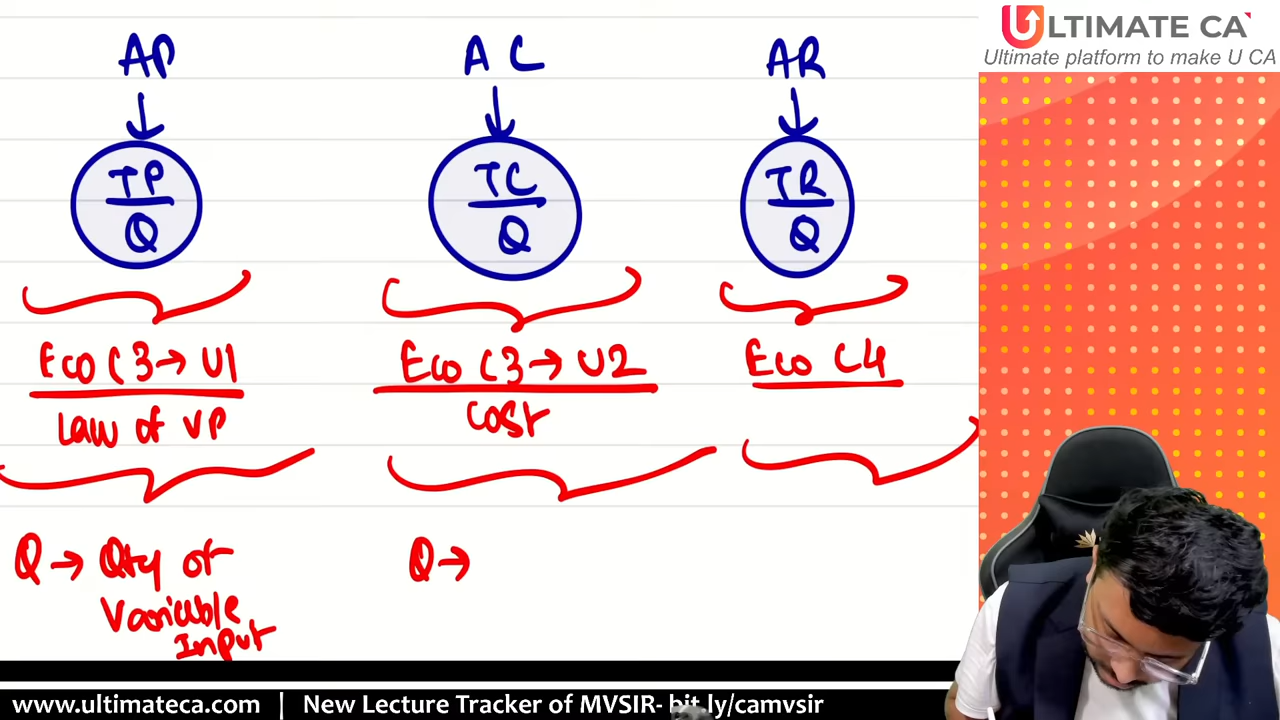 ULTIMATE CA
Ultimate platform to make U CA
AP
AC
AR
TP
Q
TC
Q
TR
Q
Eco C3 → U1
Law of VP
Eco C3 → U2
Cost
Eco C4
Q → Qty of
Variable
Input
Q →
www.ultimateca.com | New Lecture Tracker of MVSIR- bit.ly/camvsir